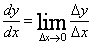 dy/dx = lim_{Δx→0} Δy/Δx